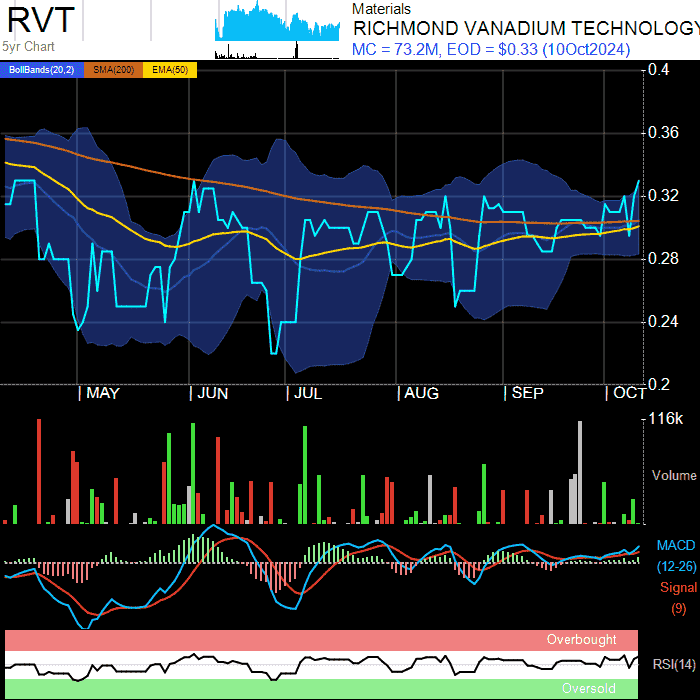 RVT
5yr Chart
Materials
RICHMOND VANADIUM TECHNOLOGY
MC = 73.2M, EOD = $0.33 (10Oct2024)
BollBands(20,2) SMA(200) EMA(50)
0.4
0.36
0.32
0.28
0.24
0.2
| MAY | JUN | JUL | AUG | SEP | OCT
116k
Volume
MACD
(12-26)
Signal
(9)
Overbought
RSI(14)
Oversold